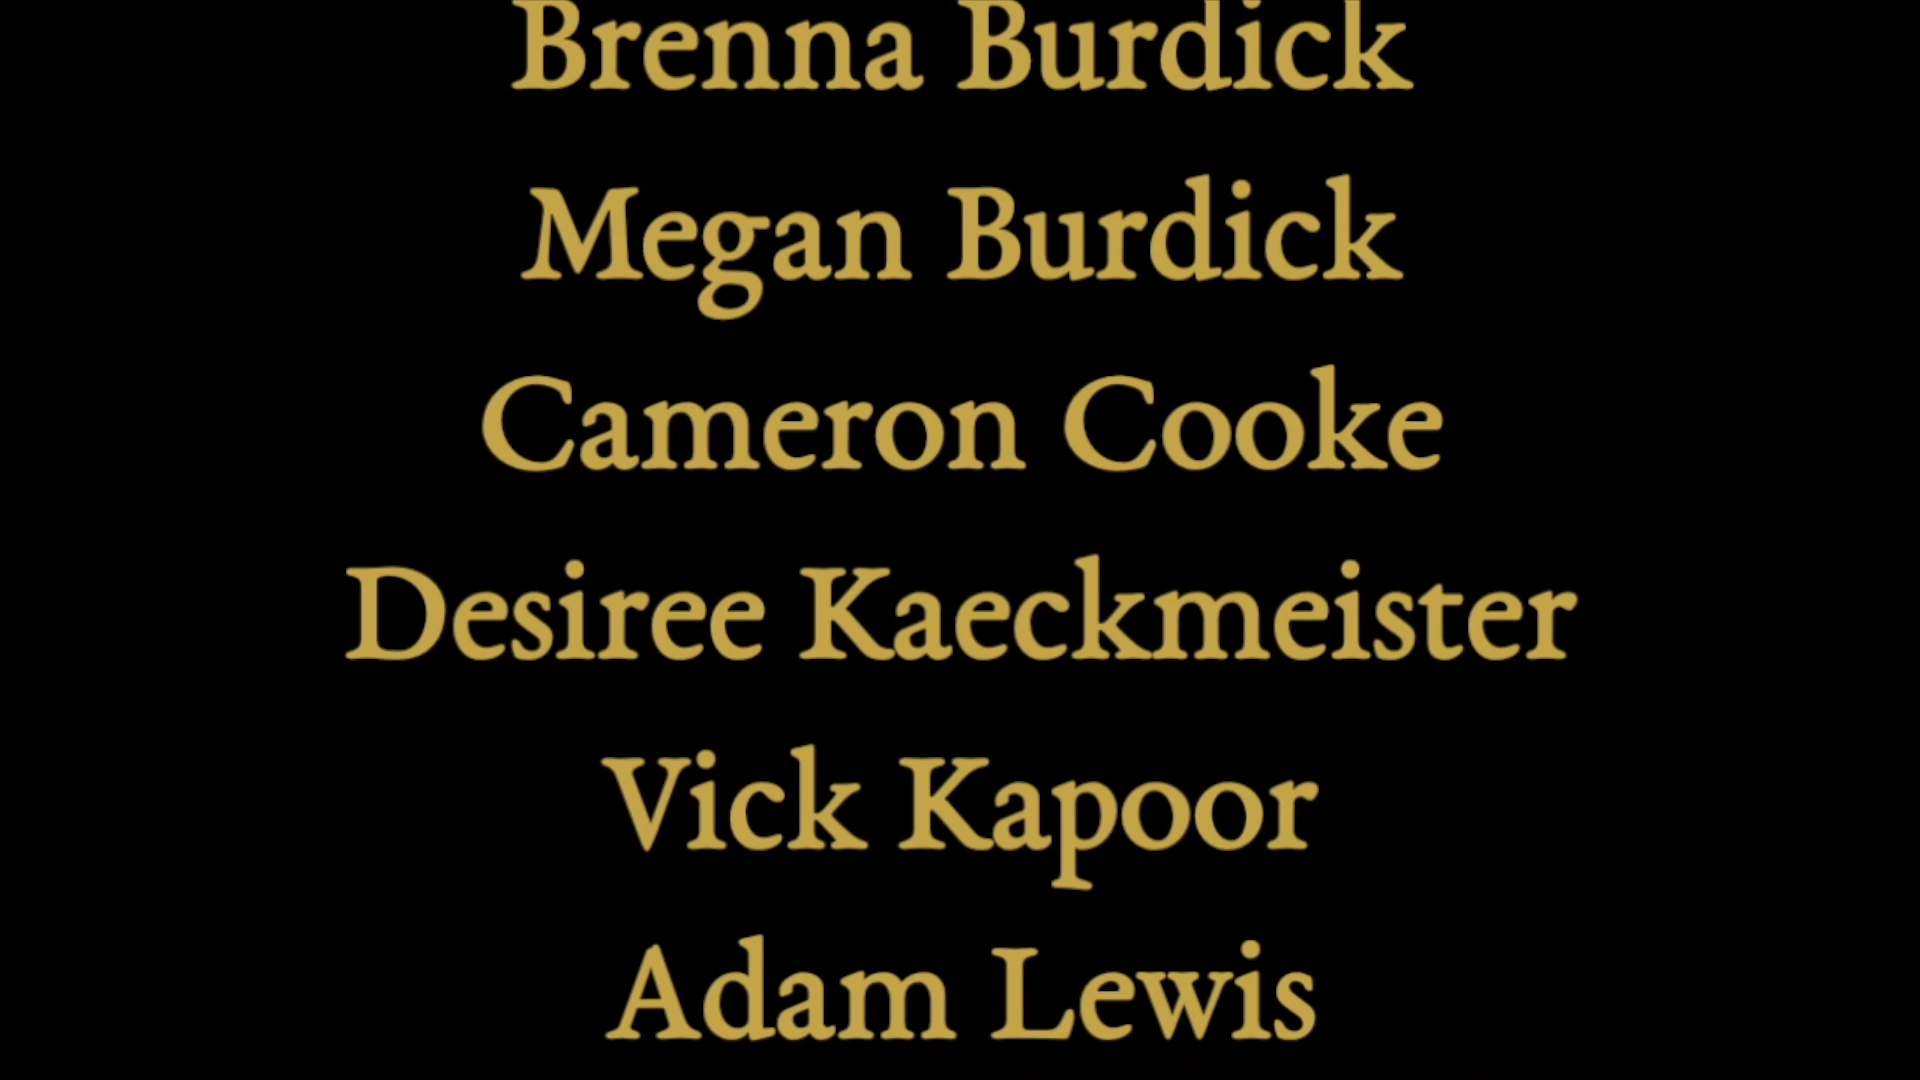 Brenna Burdick
Megan Burdick
Cameron Cooke
Desiree Kaeckmeister
Vick Kapoor
Adam Lewis